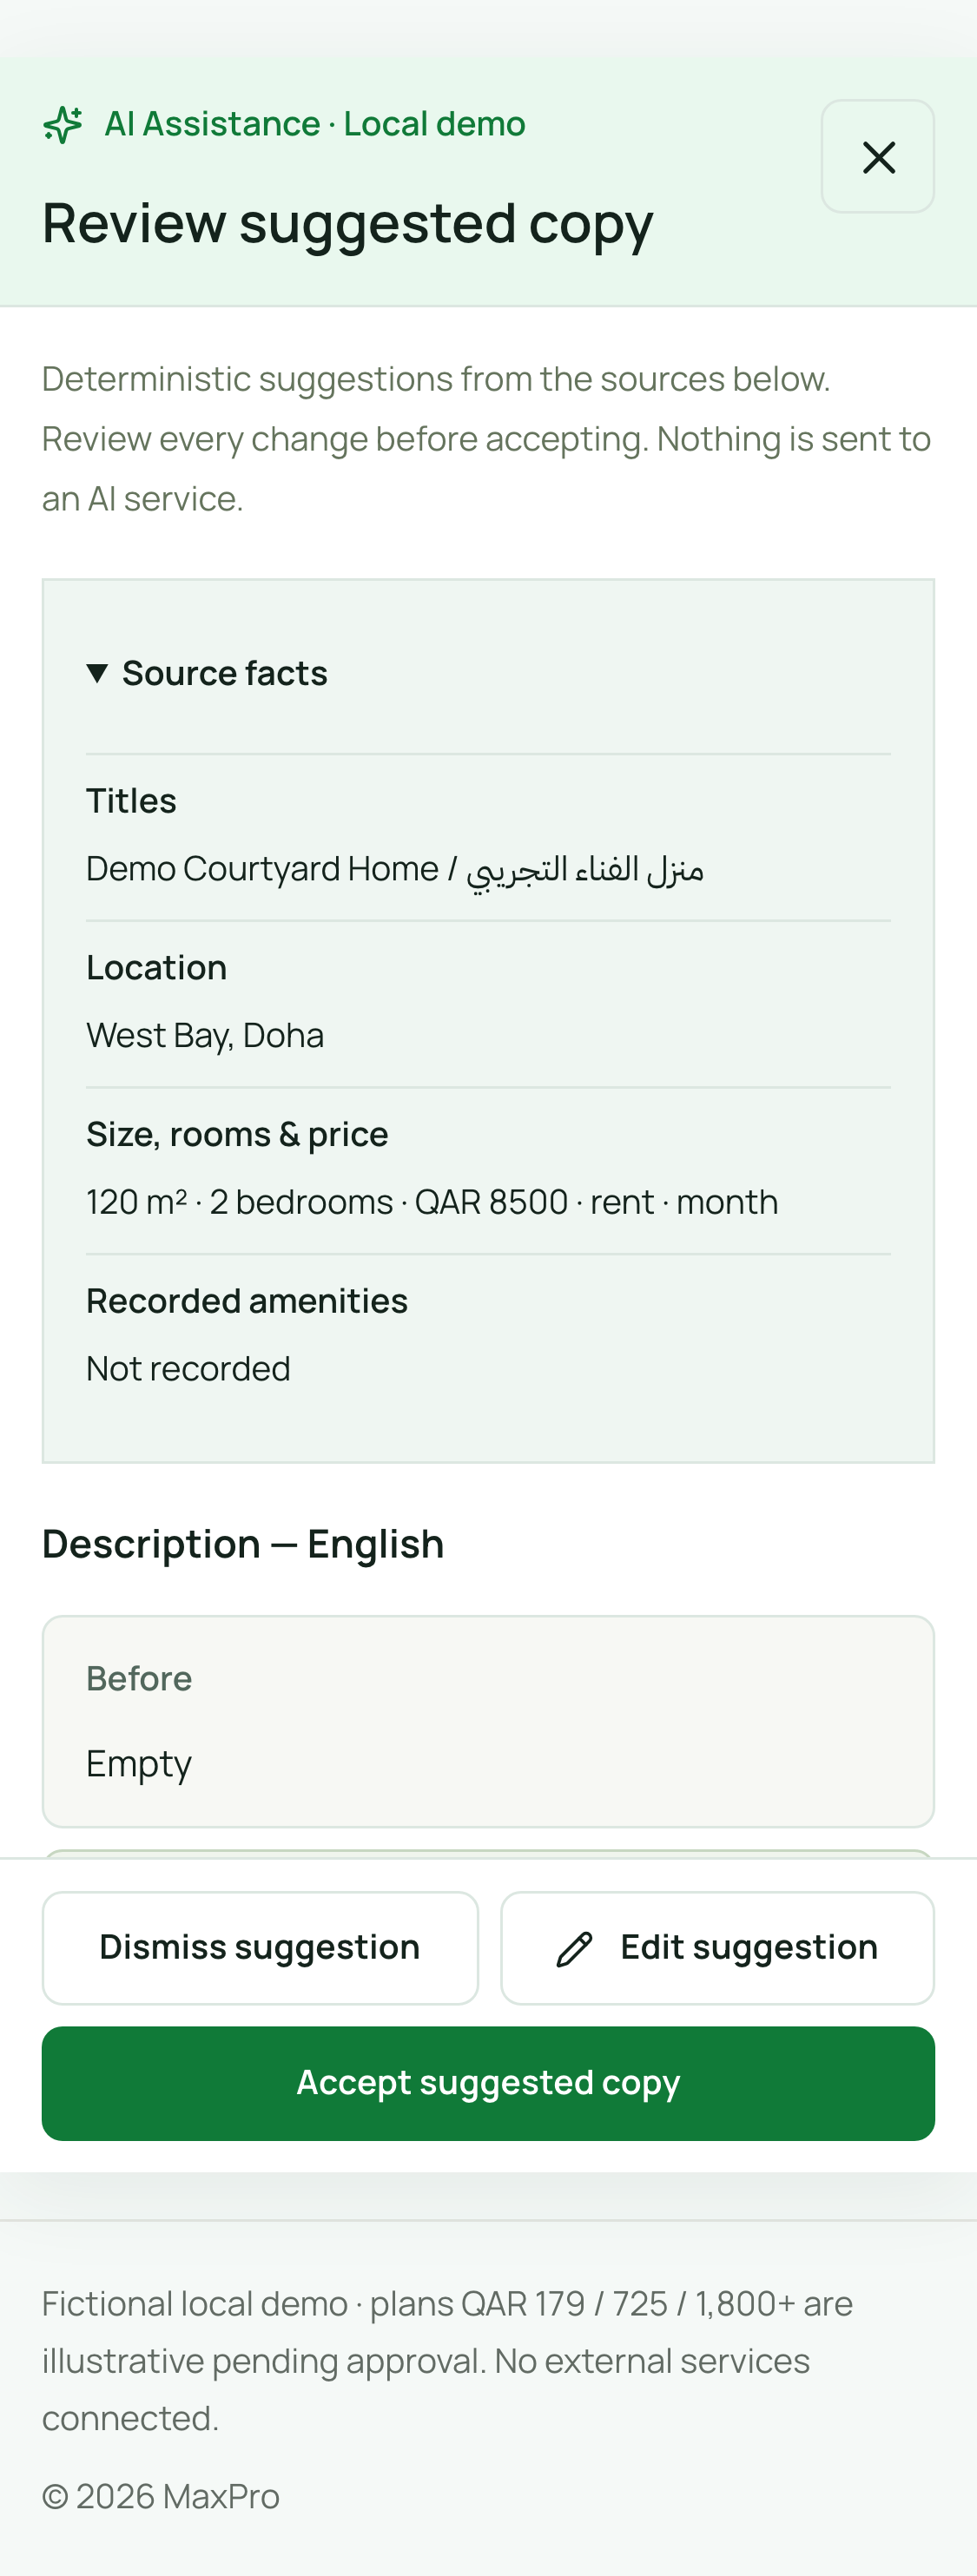 AI Assistance · Local demo
Review suggested copy
Deterministic suggestions from the sources below.
Review every change before accepting. Nothing is sent to
an AI service.
Source facts
Titles
Demo Courtyard Home / منزل الفناء التجريبي
Location
West Bay, Doha
Size, rooms & price
120 m² · 2 bedrooms · QAR 8500 · rent · month
Recorded amenities
Not recorded
Description — English
Before
Empty
Dismiss suggestion
Edit suggestion
Accept suggested copy
Fictional local demo · plans QAR 179 / 725 / 1,800+ are
illustrative pending approval. No external services
connected.
© 2026 MaxPro